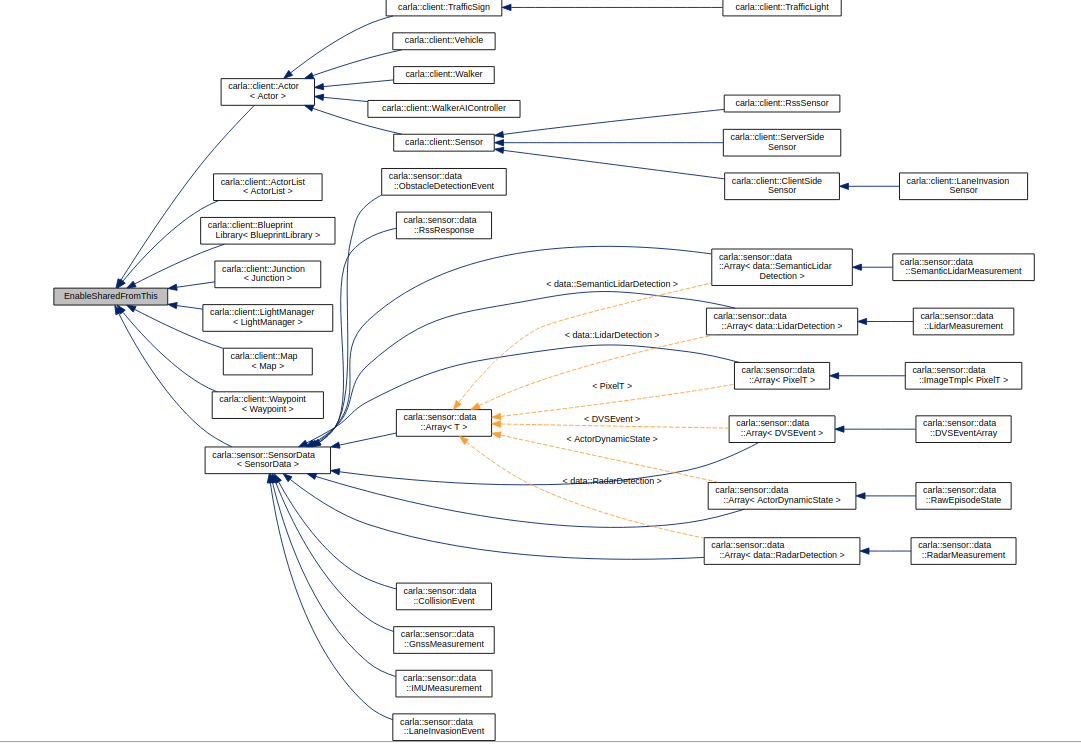 carla::client::TrafficSign
carla::client::TrafficLight
carla::client::Vehicle
carla::client::Walker
carla::client::Actor
< Actor >
carla::client::WalkerAIController
carla::client::RssSensor
carla::client::Sensor
carla::client::ServerSide
Sensor
carla::sensor::data
::ObstacleDetectionEvent
carla::client::ClientSide
Sensor
carla::client::LaneInvasion
Sensor
carla::client::ActorList
< ActorList >
carla::client::Blueprint
Library< BlueprintLibrary >
carla::sensor::data
::RssResponse
carla::client::Junction
< Junction >
carla::sensor::data
::Array< data::SemanticLidar
Detection >
carla::sensor::data
::SemanticLidarMeasurement
< data::SemanticLidarDetection >
EnableSharedFromThis
carla::client::LightManager
< LightManager >
carla::sensor::data
::Array< data::LidarDetection >
carla::sensor::data
::LidarMeasurement
< data::LidarDetection >
carla::client::Map
< Map >
carla::sensor::data
::Array< PixelT >
carla::sensor::data
::ImageTmpl< PixelT >
< PixelT >
carla::client::Waypoint
< Waypoint >
carla::sensor::data
::Array< T >
< DVSEvent >
carla::sensor::data
::Array< DVSEvent >
carla::sensor::data
::DVSEventArray
< ActorDynamicState >
carla::sensor::SensorData
< SensorData >
< data::RadarDetection >
carla::sensor::data
::Array< ActorDynamicState >
carla::sensor::data
::RawEpisodeState
carla::sensor::data
::Array< data::RadarDetection >
carla::sensor::data
::RadarMeasurement
carla::sensor::data
::CollisionEvent
carla::sensor::data
::GnssMeasurement
carla::sensor::data
::IMUMeasurement
carla::sensor::data
::LaneInvasionEvent